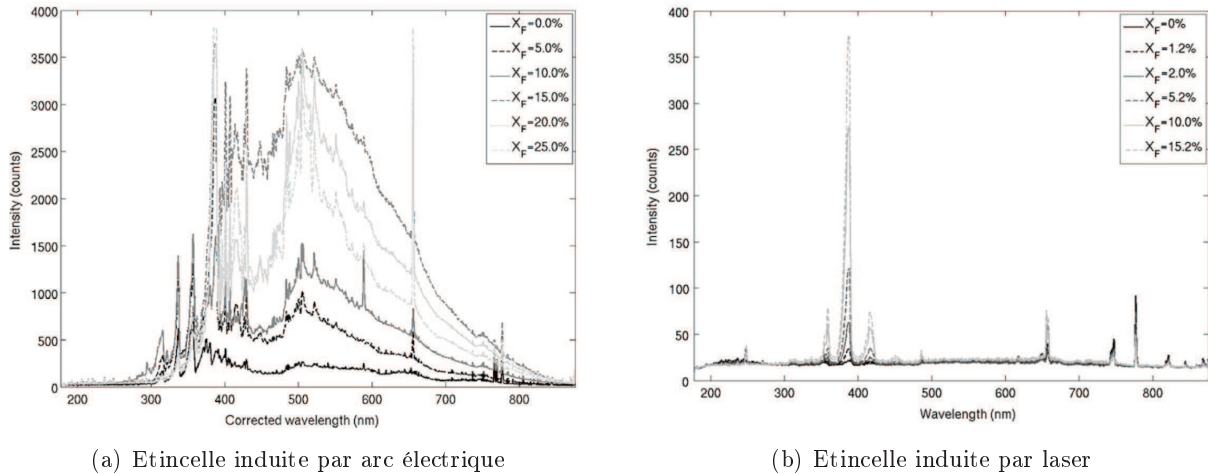 4000
3500
3000
2500
2000
1500
1000
500
0
Intensity (counts)
200 300 400 500 600 700 800
Corrected wavelength (nm)
X_F=0.0%
X_F=5.0%
X_F=10.0%
X_F=15.0%
X_F=20.0%
X_F=25.0%
(a) Etincelle induite par arc électrique
400
350
300
250
200
150
100
50
0
Intensity (counts)
200 300 400 500 600 700 800
Wavelength (nm)
X_F=0%
X_F=1.2%
X_F=2.0%
X_F=5.2%
X_F=10.0%
X_F=15.2%
(b) Etincelle induite par laser